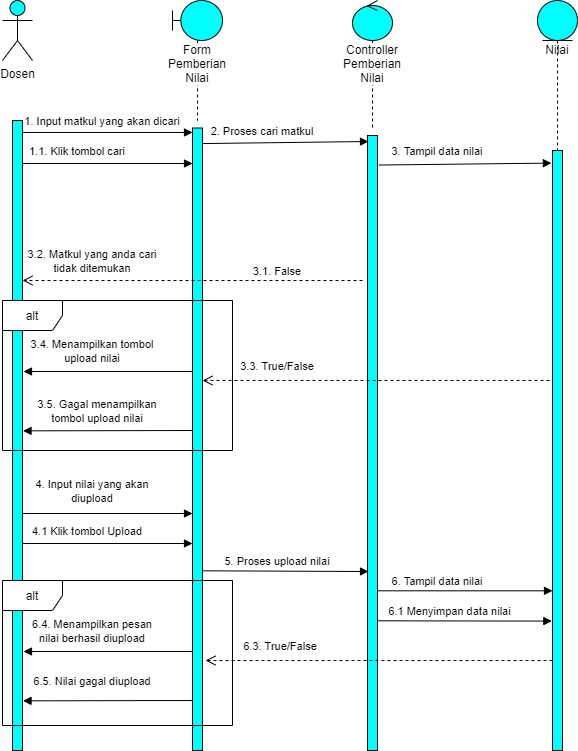 Dosen
Form
Pemberian
Nilai
Controller
Pemberian
Nilai
Nilai
1. Input matkul yang akan dicari
2. Proses cari matkul
1.1. Klik tombol cari
3. Tampil data nilai
3.2. Matkul yang anda cari
tidak ditemukan
3.1. False
alt
3.4. Menampilkan tombol
upload nilai
3.3. True/False
3.5. Gagal menampilkan
tombol upload nilai
4. Input nilai yang akan
diupload
4.1 Klik tombol Upload
5. Proses upload nilai
6. Tampil data nilai
alt
6.1 Menyimpan data nilai
6.4. Menampilkan pesan
nilai berhasil diupload
6.3. True/False
6.5. Nilai gagal diupload